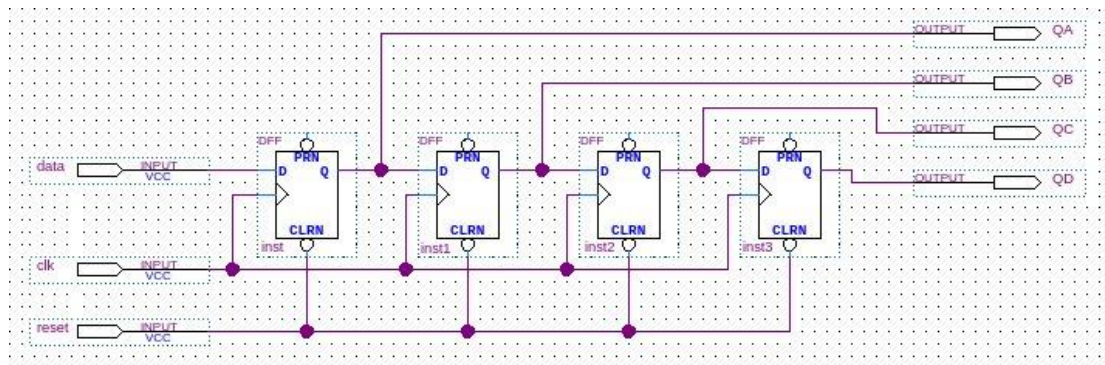 OUTPUT QA
OUTPUT QB
OUTPUT QC
OUTPUT QD
DFF DFF DFF DFF
PRN PRN PRN PRN
data INPUT VCC
D Q D Q D Q D Q
CLRN CLRN CLRN CLRN
inst inst1 inst2 inst3
clk INPUT VCC
reset INPUT VCC